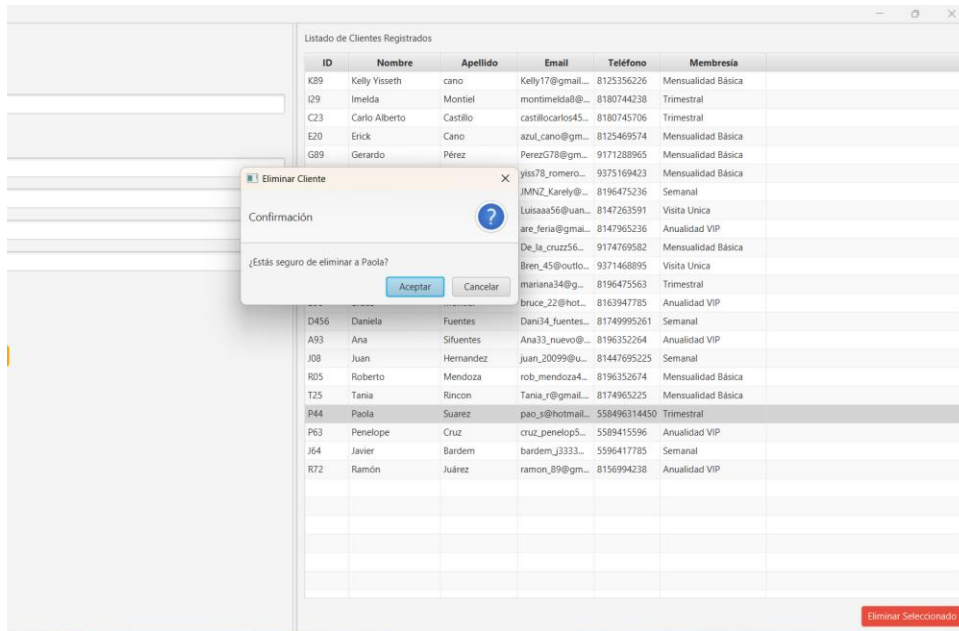 Listado de Clientes Registrados
ID Nombre Apellido Email Teléfono Membresía
K89 Kelly Yisseth cano Kelly17@gmail.... 8125356226 Mensualidad Básica
I29 Imelda Montiel montimelda8@... 8180744238 Trimestral
C23 Carlo Alberto Castillo castillocarlos45... 8180745706 Trimestral
E20 Erick Cano azul_cano@gm... 8125469574 Mensualidad Básica
G89 Gerardo Pérez PerezG78@gm... 9171288965 Mensualidad Básica
yiss78_romero... 9375169423 Mensualidad Básica
JMNZ_Karely@... 8196475236 Semanal
Luisaaa56@uan... 8147263591 Visita Unica
are_feria@gmai... 8147965236 Anualidad VIP
De_la_cruzz56... 9174769582 Mensualidad Básica
Bren_45@outlo... 9371468895 Visita Unica
mariana34@g... 8196475563 Trimestral
bruce_22@hot... 8163947785 Anualidad VIP
D456 Daniela Fuentes Dani34_fuentes... 81749995261 Semanal
A93 Ana Sifuentes Ana33_nuevo@... 8196352264 Anualidad VIP
J08 Juan Hernandez juan_20099@u... 81447695225 Semanal
R05 Roberto Mendoza rob_mendoza4... 8196352674 Mensualidad Básica
T25 Tania Rincon Tania_r@gmail.... 8174965225 Mensualidad Básica
P44 Paola Suarez pao_s@hotmail... 558496314450 Trimestral
P63 Penelope Cruz cruz_penelop5... 5589415596 Anualidad VIP
J64 Javier Bardem bardem_j3333... 5596417785 Semanal
R72 Ramón Juárez ramon_89@gm... 8156994238 Anualidad VIP
Eliminar Cliente
Confirmación
¿Estás seguro de eliminar a Paola?
Aceptar Cancelar
Eliminar Seleccionado